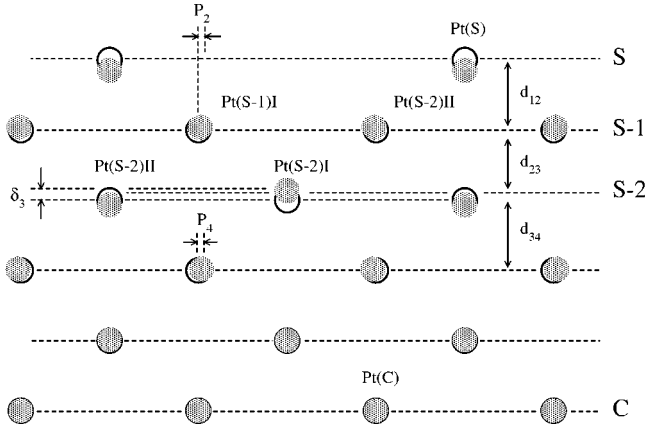 P2
Pt(S)
S
d12
Pt(S-1)I
Pt(S-2)II
S-1
d23
Pt(S-2)II
Pt(S-2)I
δ3
S-2
P4
d34
Pt(C)
C